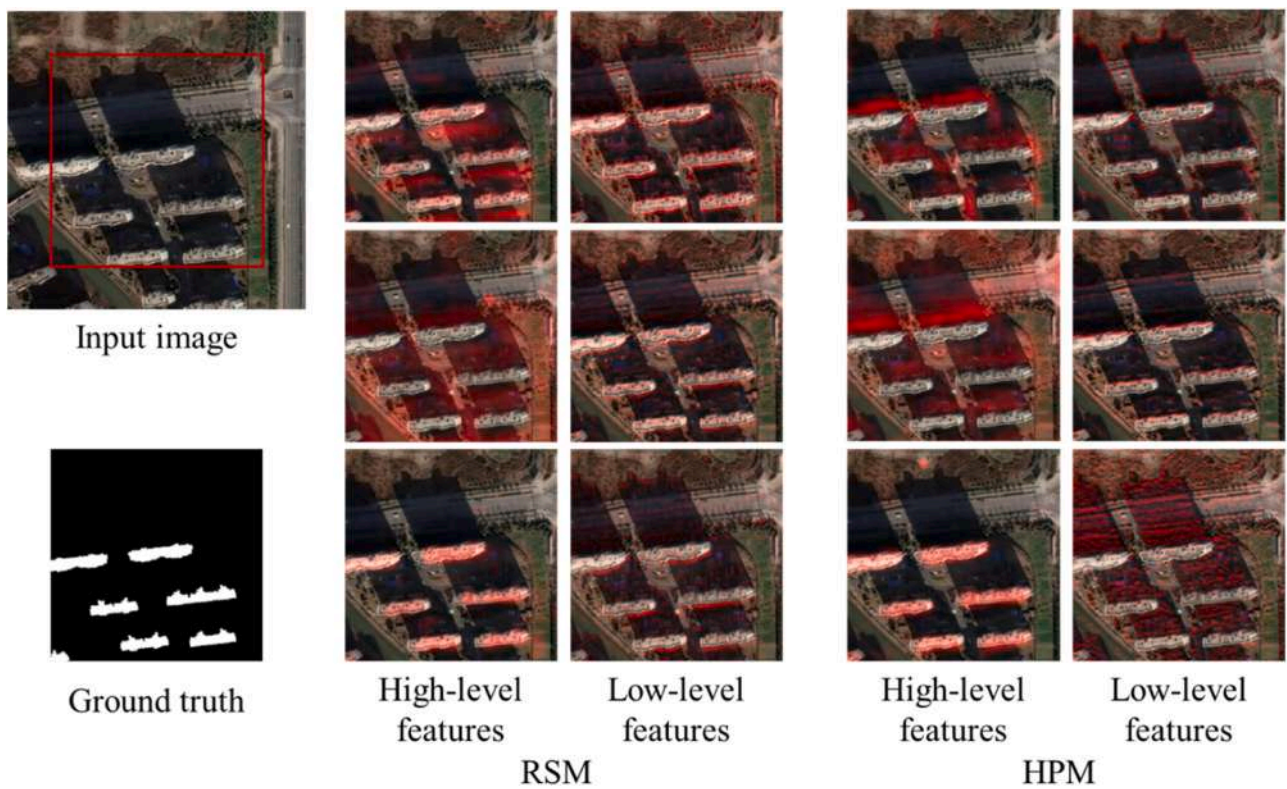 Input image
Ground truth
High-level features
Low-level features
High-level features
Low-level features
RSM
HPM